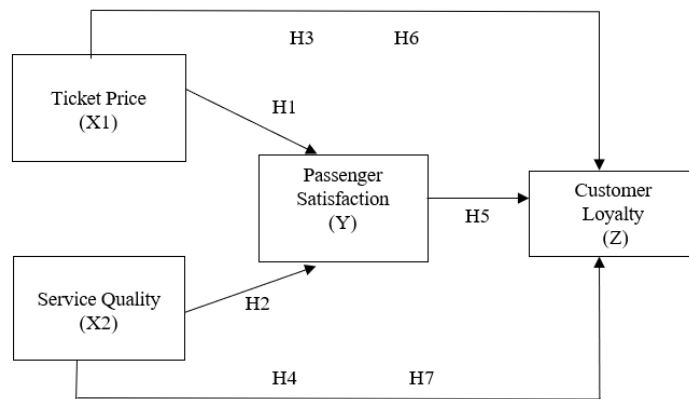 H3 H6
Ticket Price
(X1)
H1
Passenger
Satisfaction
(Y)
H5
Customer
Loyalty
(Z)
Service Quality
(X2)
H2
H4 H7